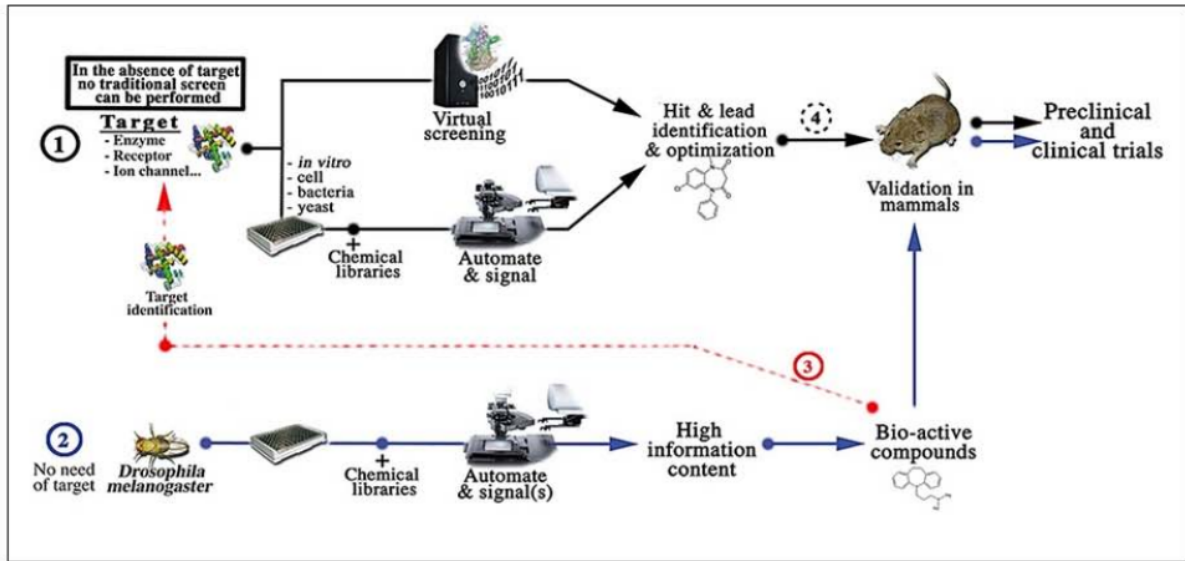 In the absence of target
no traditional screen
can be performed
1
Target
- Enzyme
- Receptor
- Ion channel...
- in vitro
- cell
- bacteria
- yeast
001011
1100101
10010111
Virtual
screening
+
Chemical
libraries
Automate
& signal
Hit & lead
identification
& optimization
4
Validation in
mammals
Preclinical
and
clinical trials
Target
identification
3
2
No need
of target
Drosophila
melanogaster
+
Chemical
libraries
Automate
& signal(s)
High
information
content
Bio-active
compounds